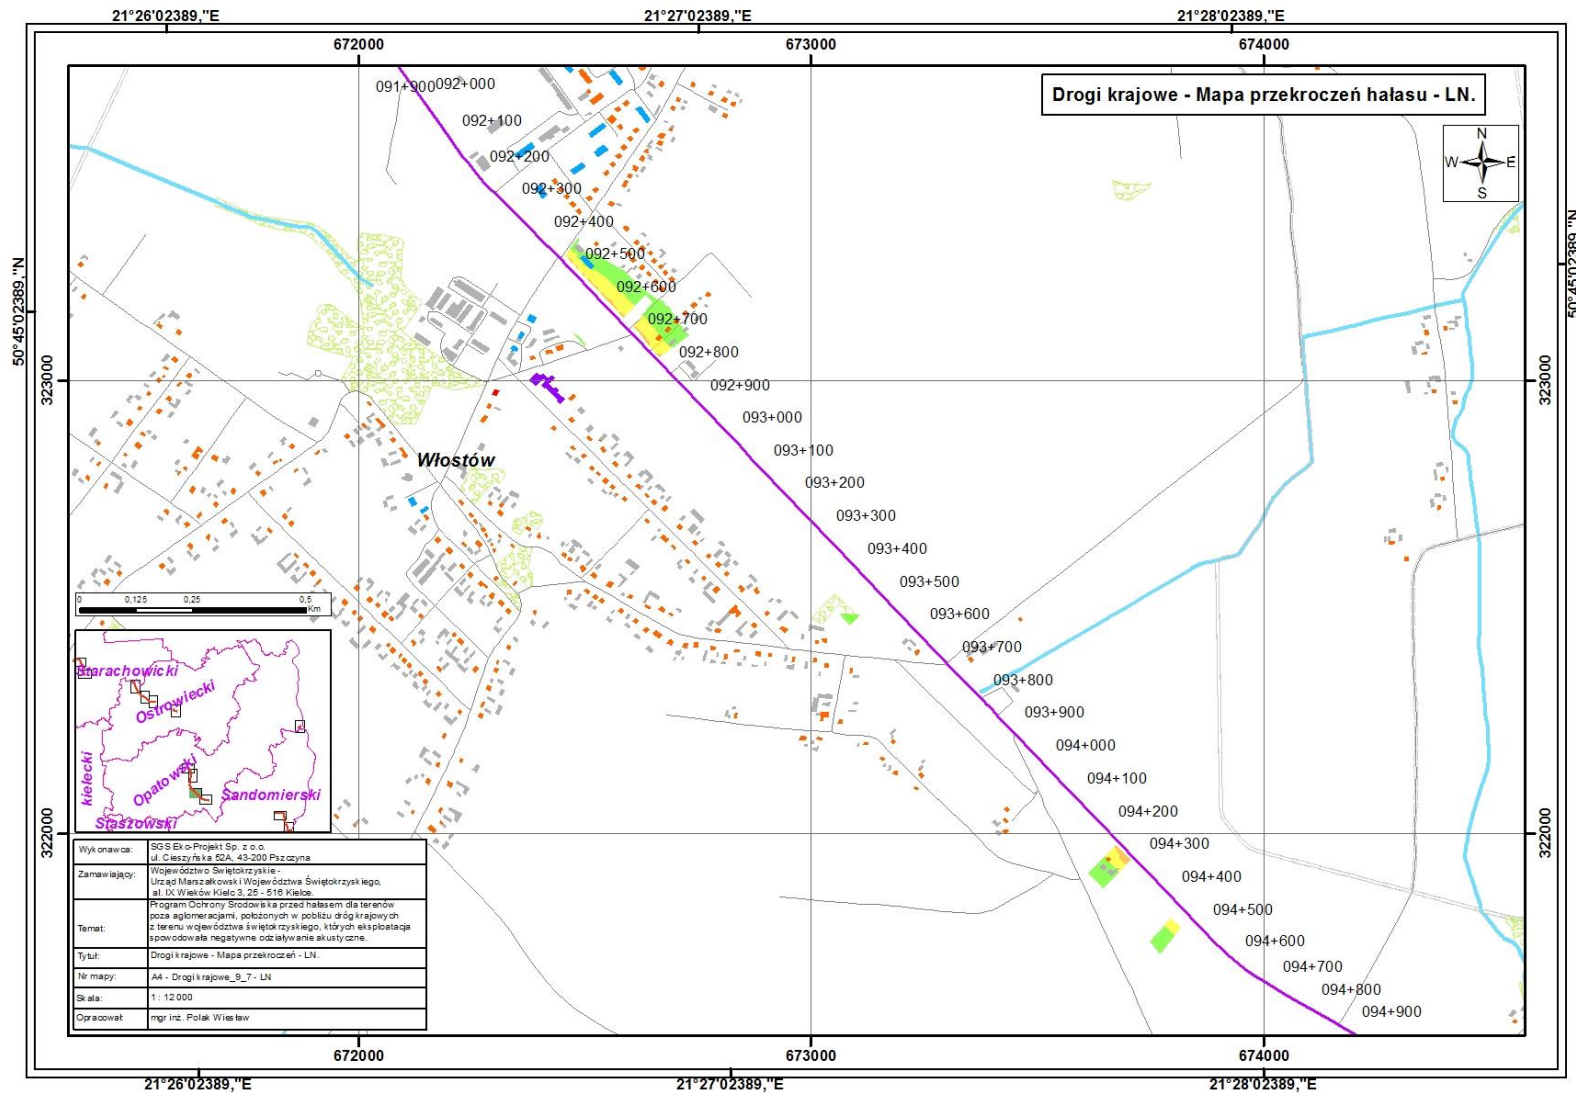 21°26'02389,"E
21°27'02389,"E
21°28'02389,"E
672000
673000
674000
Drogi krajowe - Mapa przekroczeń hałasu - LN.
N
W
E
S
50°45'02389,"N
50°45'02389,"N
323000
323000
322000
322000
091+900
092+000
092+100
092+200
092+300
092+400
092+500
092+600
092+700
092+800
092+900
093+000
093+100
093+200
093+300
093+400
093+500
093+600
093+700
093+800
093+900
094+000
094+100
094+200
094+300
094+400
094+500
094+600
094+700
094+800
094+900
Włostów
0 0,125 0,25 0,5
Km
Starachowicki
Ostrowiecki
kielecki
Opatowski
Sandomierski
Staszowski
Wykonawca: SGS Eko-Projekt Sp. z o.o.
ul. Cieszyńska 52A, 43-200 Pszczyna
Zamawiający: Województwo Świętokrzyskie -
Urząd Marszałkowski Województwa Świętokrzyskiego,
al. IX Wieków Kielc 3, 25 - 516 Kielce.
Temat: Program Ochrony Środowiska przed hałasem dla terenów
poza aglomeracjami, położonych w pobliżu dróg krajowych
z terenu województwa świętokrzyskiego, których eksploatacja
spowodowała negatywne odziaływanie akustyczne.
Tytuł: Drogi krajowe - Mapa przekroczeń - LN.
Nr mapy: A4 - Drogi krajowe_9_7 - LN
Skala: 1 : 12 000
Opracował: mgr inż. Polak Wiesław
672000
673000
674000
21°26'02389,"E
21°27'02389,"E
21°28'02389,"E